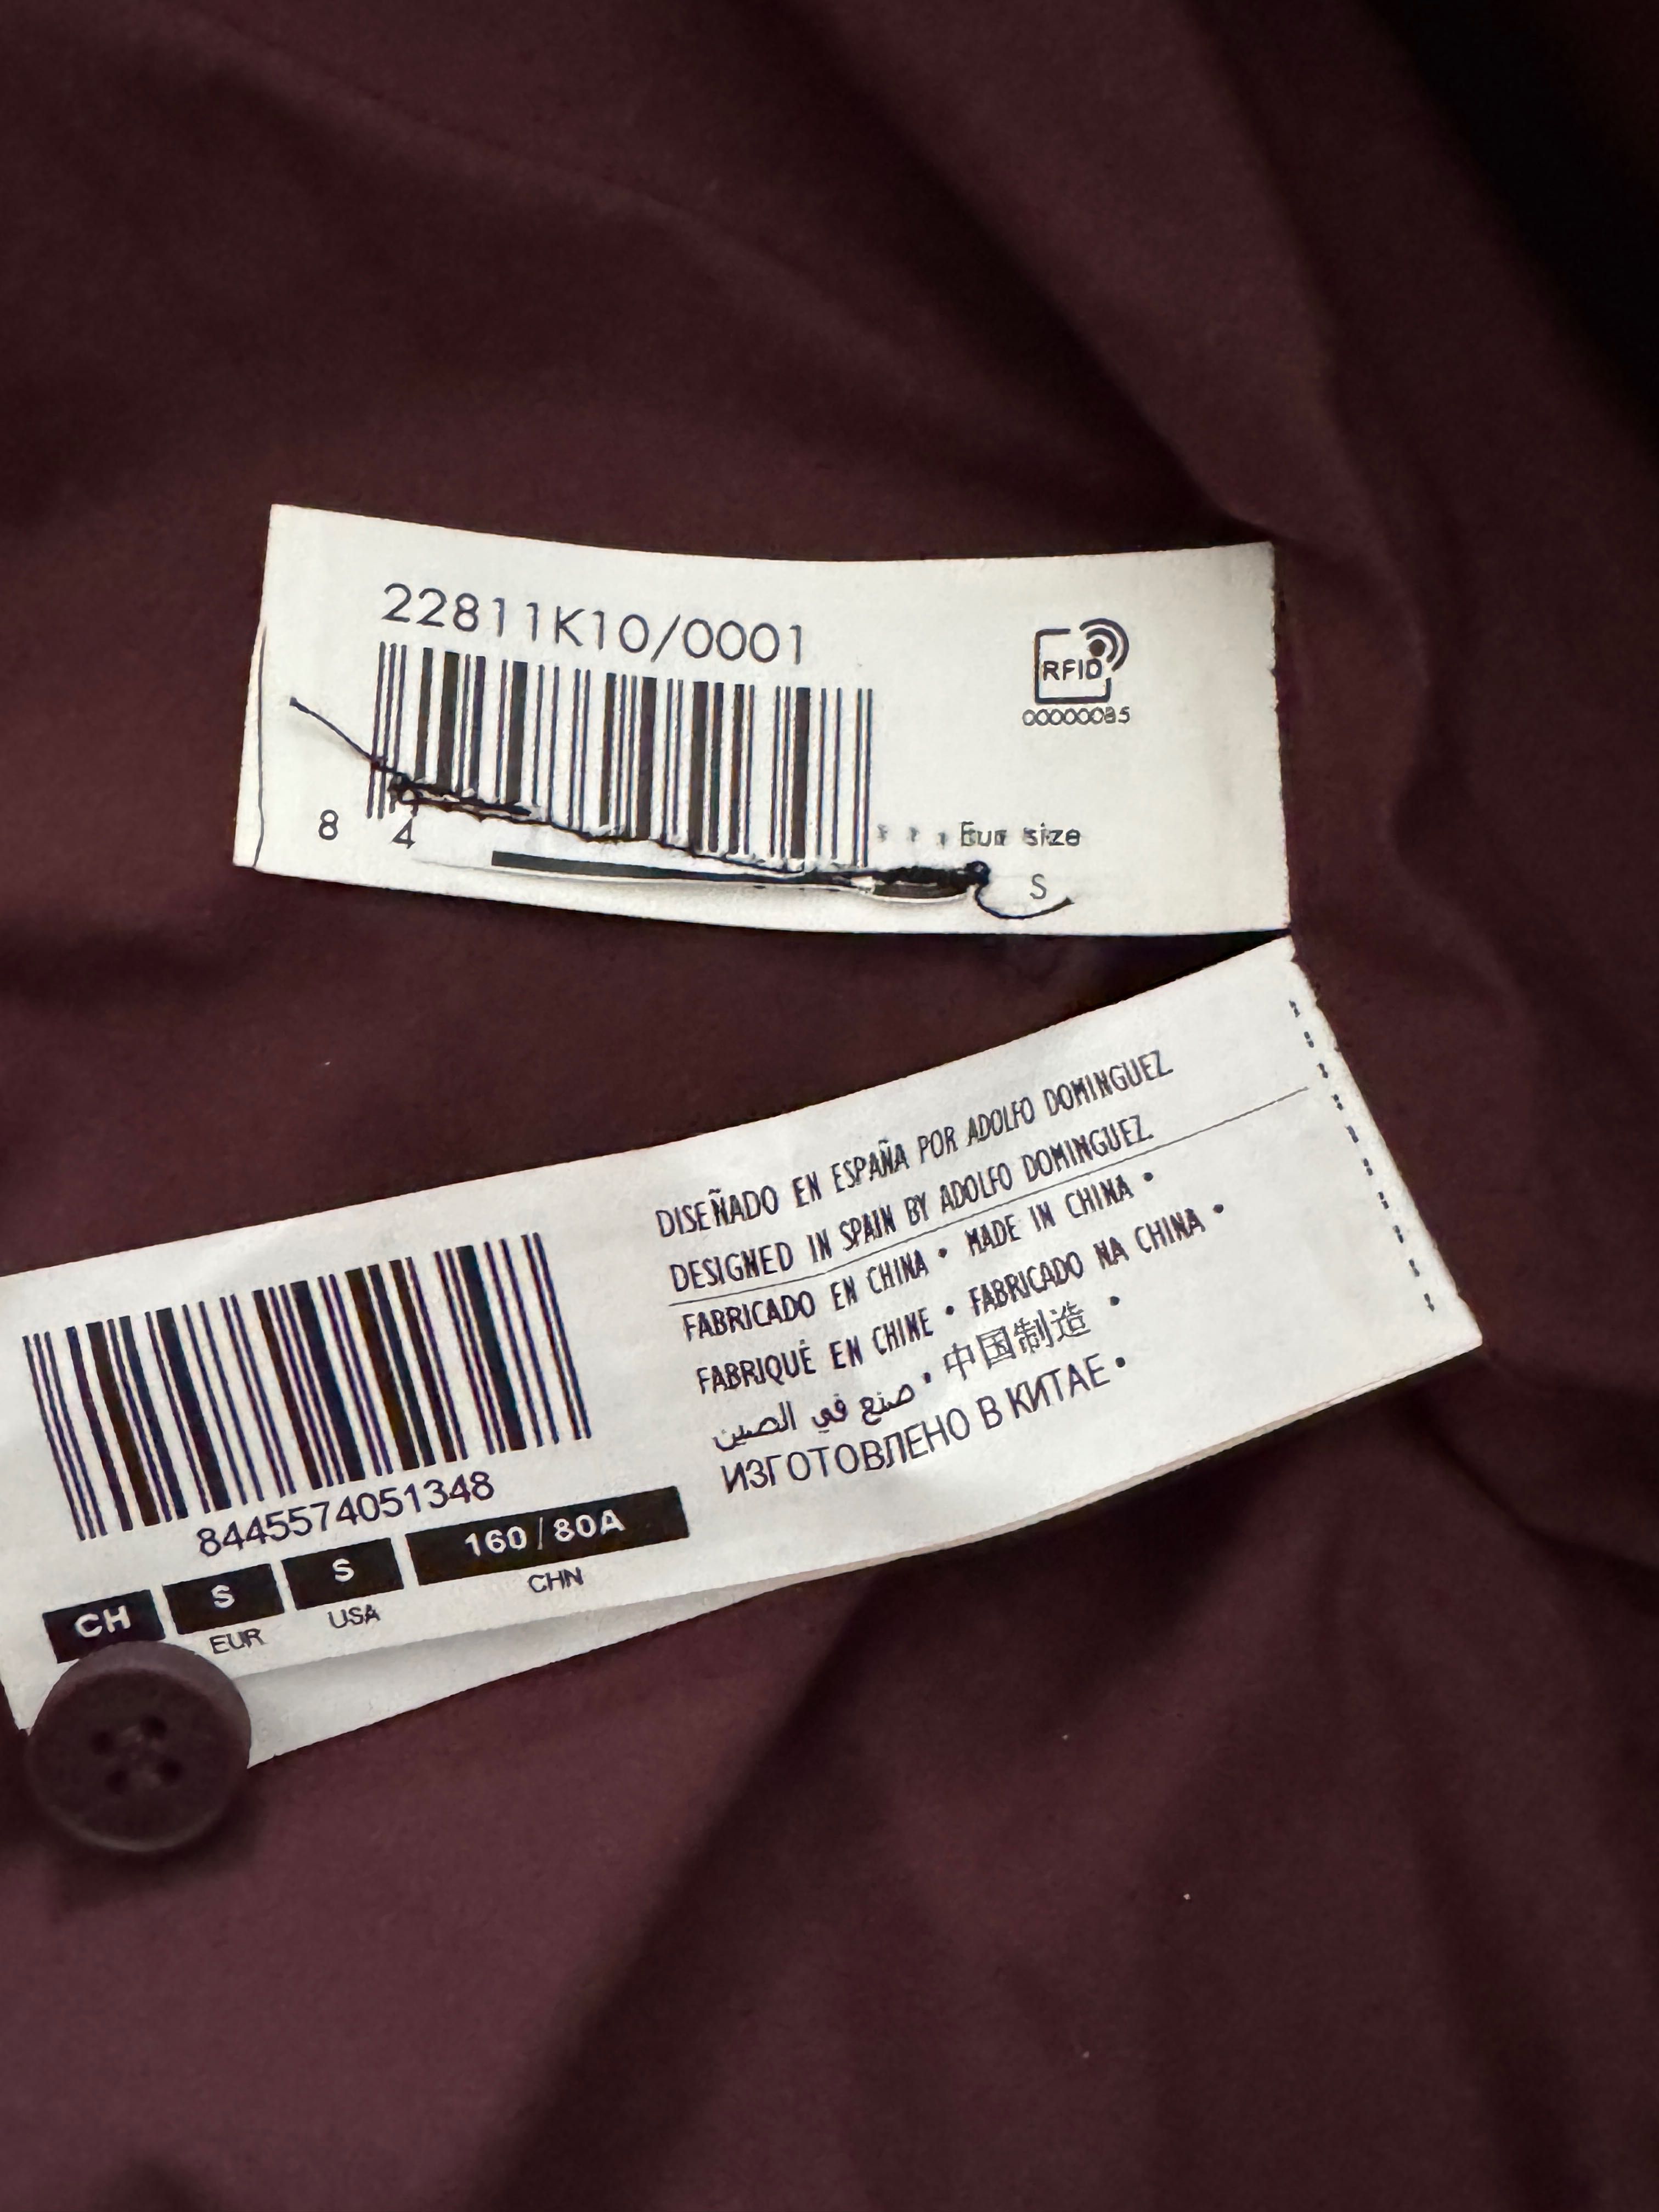 22811K10/0001
RFID
8 4
Eur size
S
DISEÑADO EN ESPAÑA POR ADOLFO DOMINGUEZ
DESIGNED IN SPAIN BY ADOLFO DOMINGUEZ
FABRICADO EN CHINA • MADE IN CHINA •
FABRIQUÉ EN CHINE • FABRICADO NA CHINA •
صنع في الصين • 中国制造 •
ИЗГОТОВЛЕНО В КИТАЕ •
8445574051348
CH S S 160/80A
EUR USA CHN